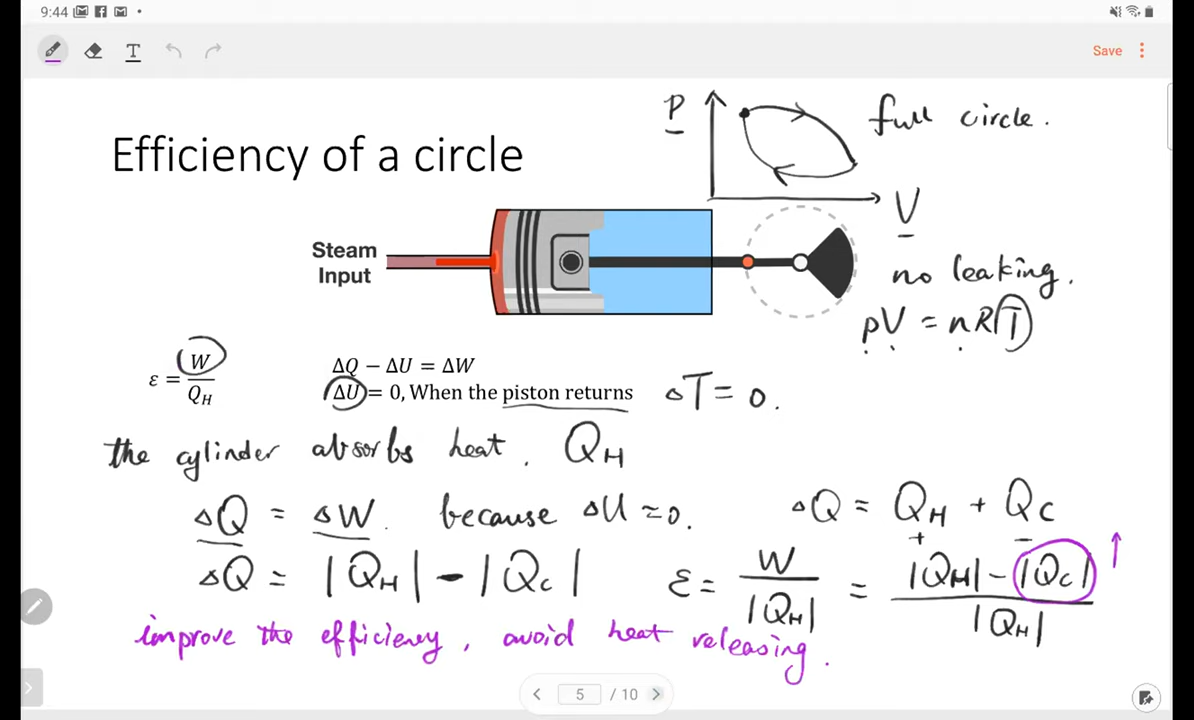 9:44
Save
P
full circle.
Efficiency of a circle
V
Steam
Input
no leaking.
pV = nRT
ε = W / Q_H
ΔQ − ΔU = ΔW
ΔU = 0, When the piston returns
ΔT = 0.
the cylinder absorbs heat. Q_H
ΔQ = ΔW. because ΔU = 0.
ΔQ = Q_H + Q_C
+ −
ΔQ = |Q_H| - |Q_C|
ε = W / |Q_H| = |Q_H| - |Q_C| / |Q_H|
improve the efficiency, avoid heat releasing.
5 / 10